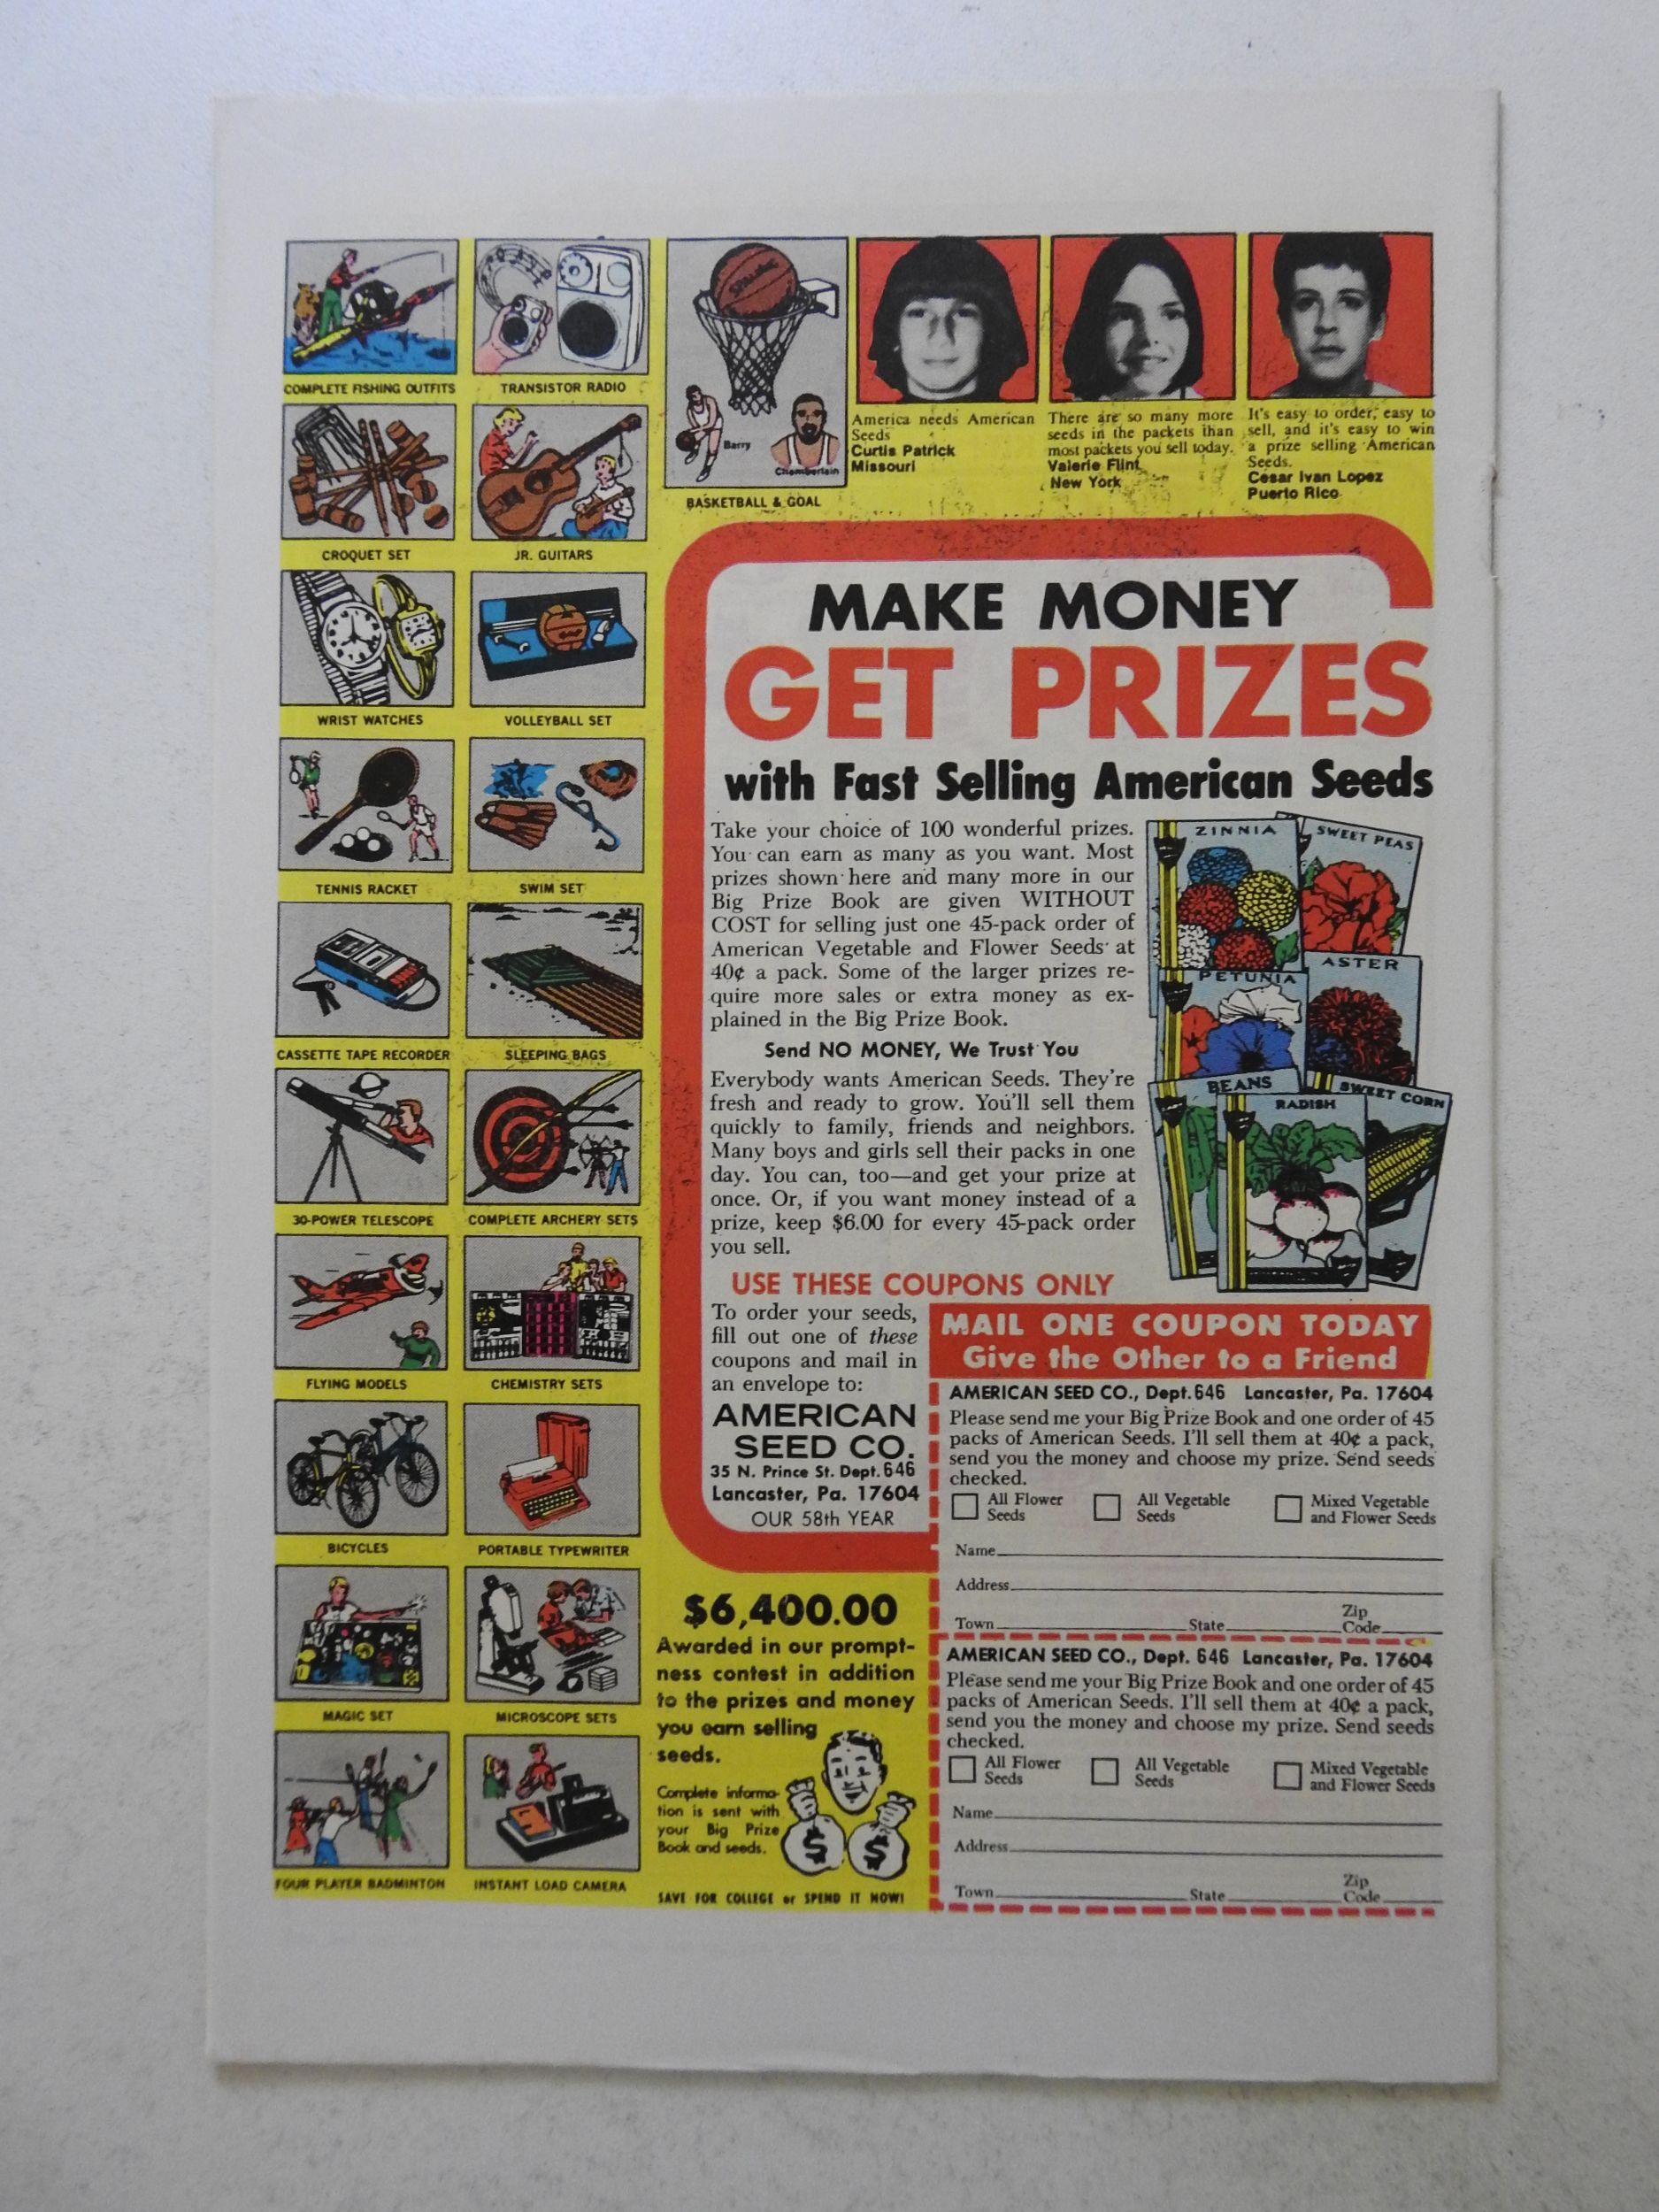 COMPLETE FISHING OUTFITS
TRANSISTOR RADIO
CROQUET SET
JR. GUITARS
WRIST WATCHES
VOLLEYBALL SET
TENNIS RACKET
SWIM SET
CASSETTE TAPE RECORDER
SLEEPING BAGS
30-POWER TELESCOPE
COMPLETE ARCHERY SETS
FLYING MODELS
CHEMISTRY SETS
BICYCLES
PORTABLE TYPEWRITER
MAGIC SET
MICROSCOPE SETS
FOUR PLAYER BADMINTON
INSTANT LOAD CAMERA
SPALDING
Barry
Chamberlain
BASKETBALL & GOAL
America needs American
Seeds
Curtis Patrick
Missouri
There are so many more
seeds in the packets than
most packets you sell today.
Valerie Flint
New York
It's easy to order, easy to
sell, and it's easy to win
a prize selling American
Seeds.
Cesar Ivan Lopez
Puerto Rico
MAKE MONEY
GET PRIZES
with Fast Selling American Seeds
Take your choice of 100 wonderful prizes.
You can earn as many as you want. Most
prizes shown here and many more in our
Big Prize Book are given WITHOUT
COST for selling just one 45-pack order of
American Vegetable and Flower Seeds at
40¢ a pack. Some of the larger prizes re-
quire more sales or extra money as ex-
plained in the Big Prize Book.
Send NO MONEY, We Trust You
Everybody wants American Seeds. They're
fresh and ready to grow. You'll sell them
quickly to family, friends and neighbors.
Many boys and girls sell their packs in one
day. You can, too—and get your prize at
once. Or, if you want money instead of a
prize, keep $6.00 for every 45-pack order
you sell.
ZINNIA
SWEET PEAS
PETUNIA
ASTER
BEANS
RADISH
SWEET CORN
USE THESE COUPONS ONLY
To order your seeds,
fill out one of these
coupons and mail in
an envelope to:
AMERICAN
SEED CO.
35 N. Prince St. Dept. 646
Lancaster, Pa. 17604
OUR 58th YEAR
MAIL ONE COUPON TODAY
Give the Other to a Friend
AMERICAN SEED CO., Dept. 646 Lancaster, Pa. 17604
Please send me your Big Prize Book and one order of 45
packs of American Seeds. I'll sell them at 40¢ a pack,
send you the money and choose my prize. Send seeds
checked.
All Flower
Seeds
All Vegetable
Seeds
Mixed Vegetable
and Flower Seeds
Name
Address
Town State Zip
Code
AMERICAN SEED CO., Dept. 646 Lancaster, Pa. 17604
Please send me your Big Prize Book and one order of 45
packs of American Seeds. I'll sell them at 40¢ a pack,
send you the money and choose my prize. Send seeds
checked.
All Flower
Seeds
All Vegetable
Seeds
Mixed Vegetable
and Flower Seeds
Name
Address
Town State Zip
Code
$6,400.00
Awarded in our prompt-
ness contest in addition
to the prizes and money
you earn selling
seeds.
Complete informa-
tion is sent with
your Big Prize
Book and seeds.
$ $
SAVE FOR COLLEGE or SPEND IT NOW!